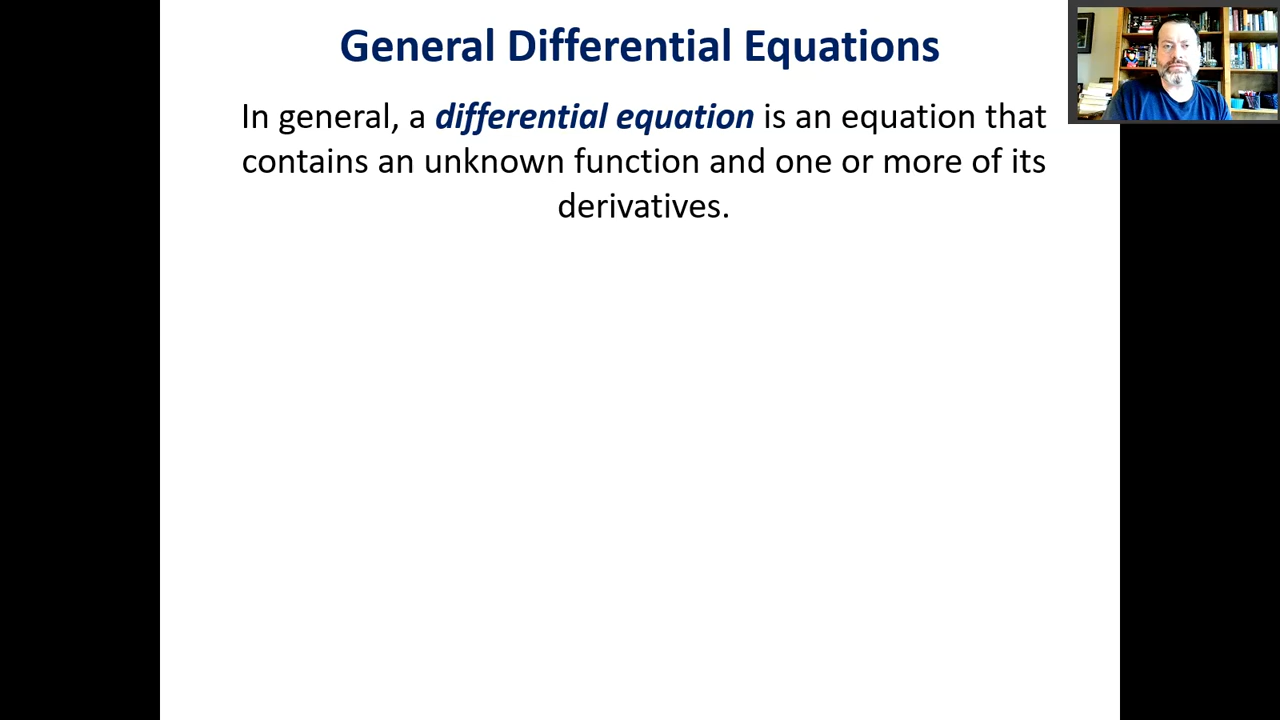 General Differential Equations
In general, a differential equation is an equation that
contains an unknown function and one or more of its
derivatives.